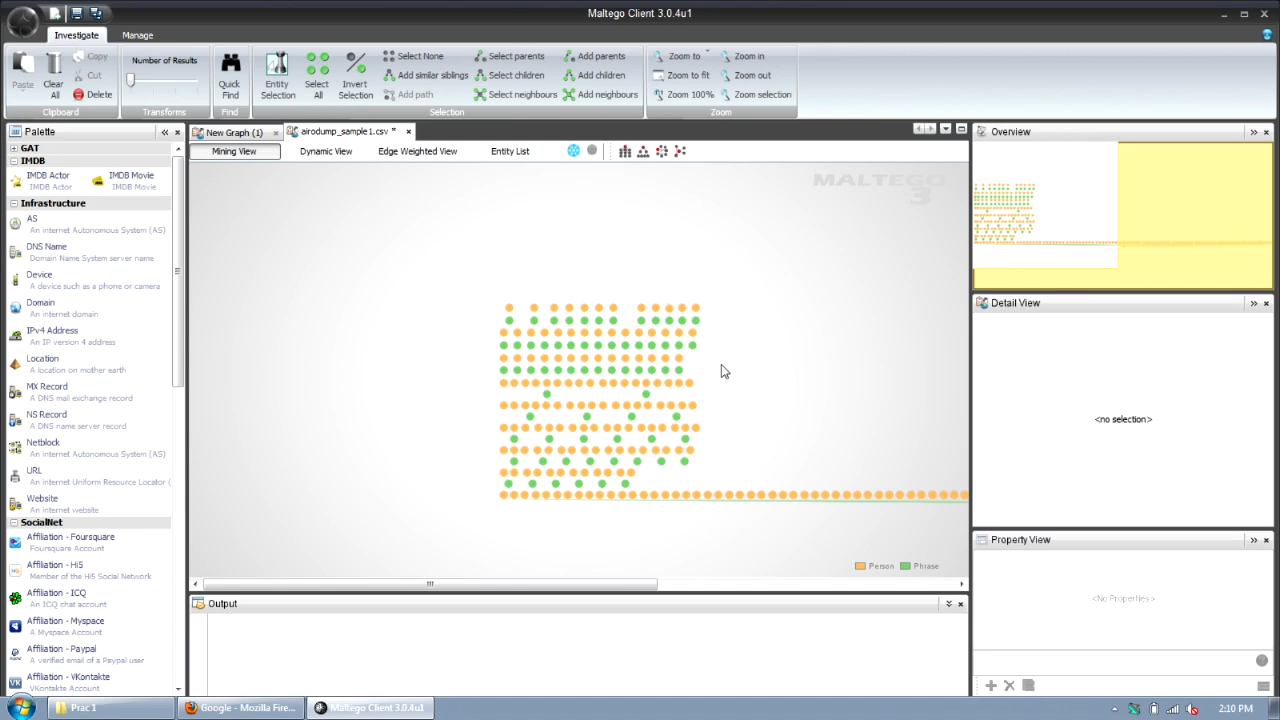 Maltego Client 3.0.4u1
Investigate Manage
Paste
Clear All
Copy
Cut
Delete
Clipboard
Number of Results
Transforms
Quick Find
Find
Entity Selection
Select All
Invert Selection
Select None
Add similar siblings
Add path
Select parents
Select children
Select neighbours
Add parents
Add children
Add neighbours
Selection
Zoom to
Zoom to fit
Zoom 100%
Zoom in
Zoom out
Zoom selection
Zoom
Palette
GAT
IMDB
IMDB Actor
IMDB Actor
IMDB Movie
IMDB Movie
Infrastructure
AS
An internet Autonomous System (AS)
DNS Name
Domain Name System server name
Device
A device such as a phone or camera
Domain
An internet domain
IPv4 Address
An IP version 4 address
Location
A location on mother earth
MX Record
A DNS mail exchange record
NS Record
A DNS name server record
Netblock
An internet Autonomous System (AS)
URL
An internet Uniform Resource Locator (
Website
An internet website
SocialNet
Affiliation - Foursquare
Foursquare Account
Affiliation - Hi5
Member of the Hi5 Social Network
Affiliation - ICQ
An ICQ chat account
Affiliation - Myspace
A Myspace Account
Affiliation - Paypal
A verified email of a Paypal user
Affiliation - VKontakte
VKontakte Account
New Graph (1)
airodump_sample1.csv *
Mining View Dynamic View Edge Weighted View Entity List
MALTEGO
3
Person Phrase
Output
Overview
Detail View
<no selection>
Property View
<No Properties>
Prac 1
Google - Mozilla Fire...
Maltego Client 3.0.4u1
2:10 PM